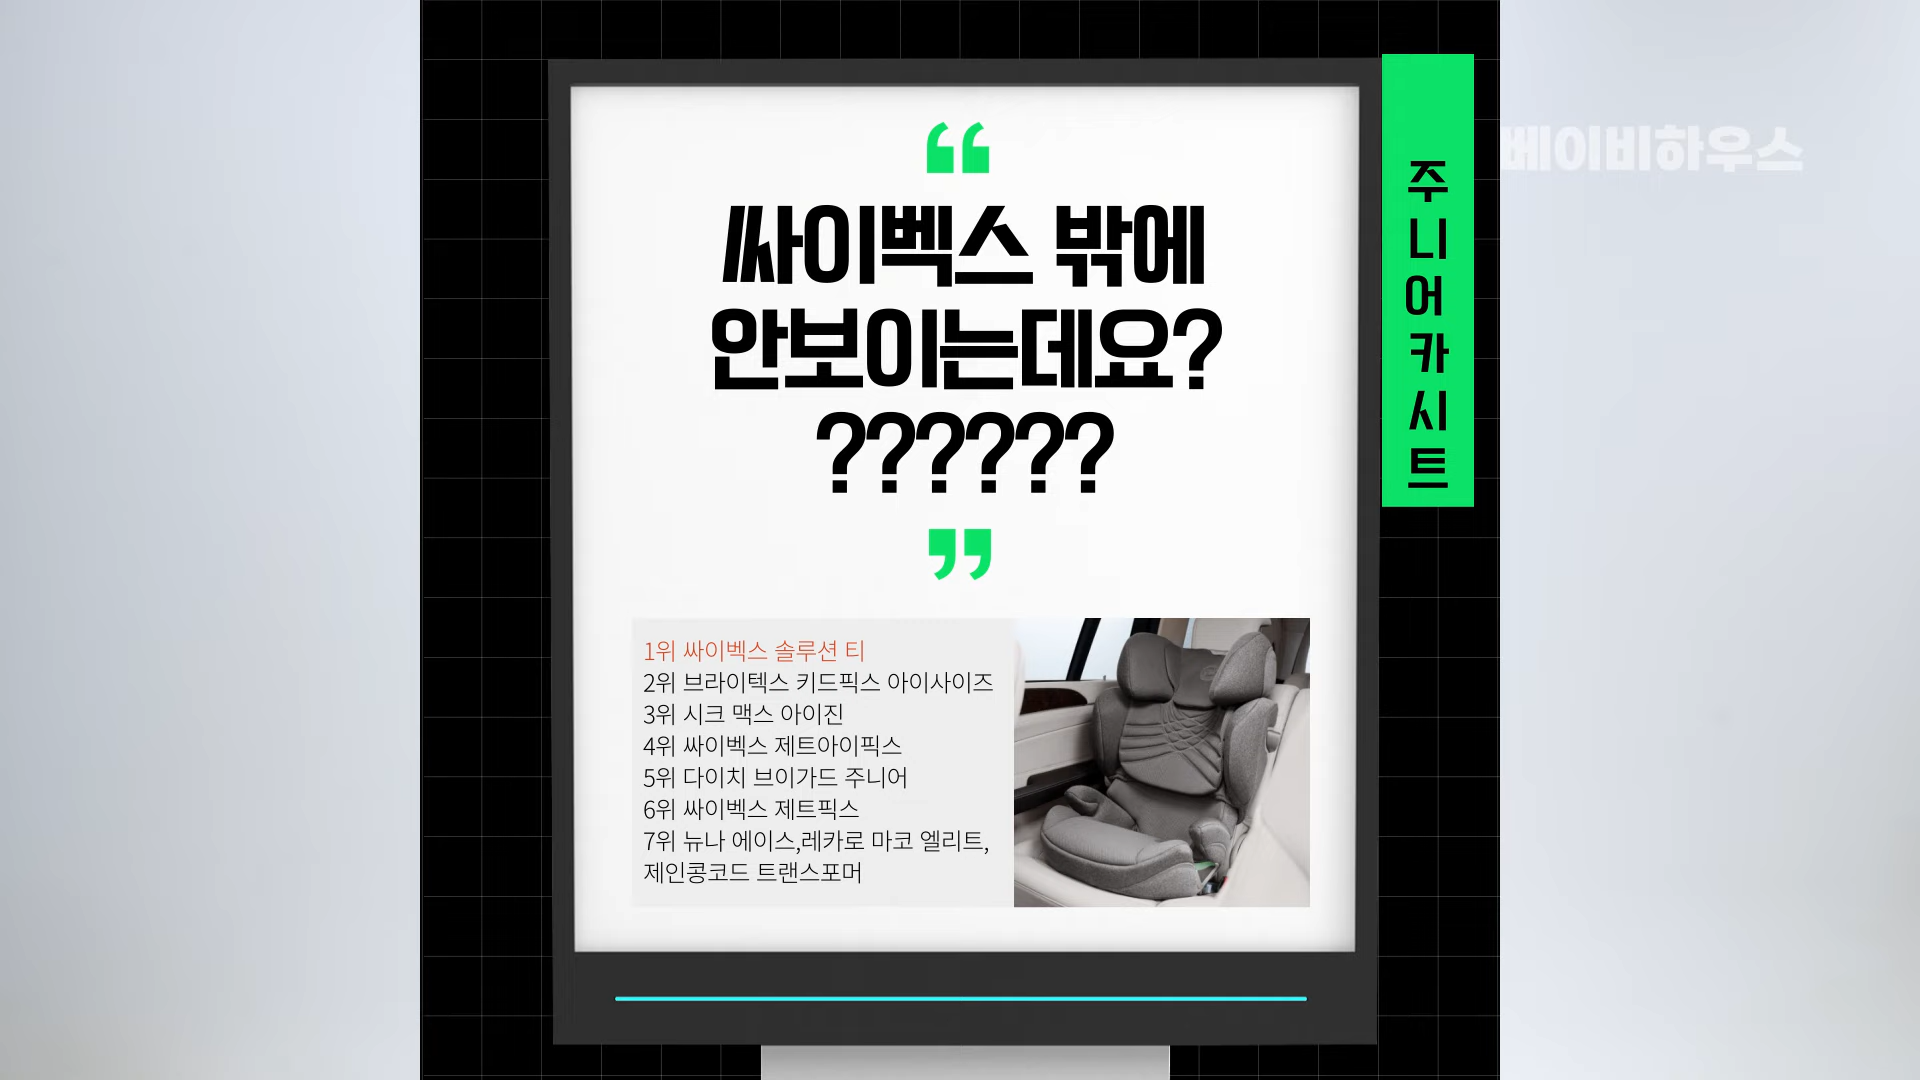 “
싸이벡스 밖에
안보이는데요?
??????
”
1위 싸이벡스 솔루션 티
2위 브라이텍스 키드픽스 아이사이즈
3위 시크 맥스 아이진
4위 싸이벡스 제트아이픽스
5위 다이치 브이가드 주니어
6위 싸이벡스 제트픽스
7위 뉴나 에이스,레카로 마코 엘리트,
제인콩코드 트랜스포머
주니어카시트
베이비하우스